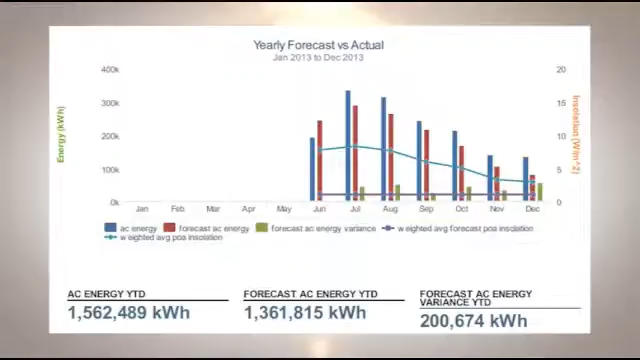 Yearly Forecast vs Actual
Jan 2013 to Dec 2013
400k
300k
200k
100k
0k
Energy (kWh)
20
15
10
5
0
Insolation (W/m^2)
Jan Feb Mar Apr May Jun Jul Aug Sep Oct Nov Dec
ac energy forecast ac energy forecast ac energy variance weighted avg forecast poa insolation
weighted avg poa insolation
AC ENERGY YTD
1,562,489 kWh
FORECAST AC ENERGY YTD
1,361,815 kWh
FORECAST AC ENERGY
VARIANCE YTD
200,674 kWh